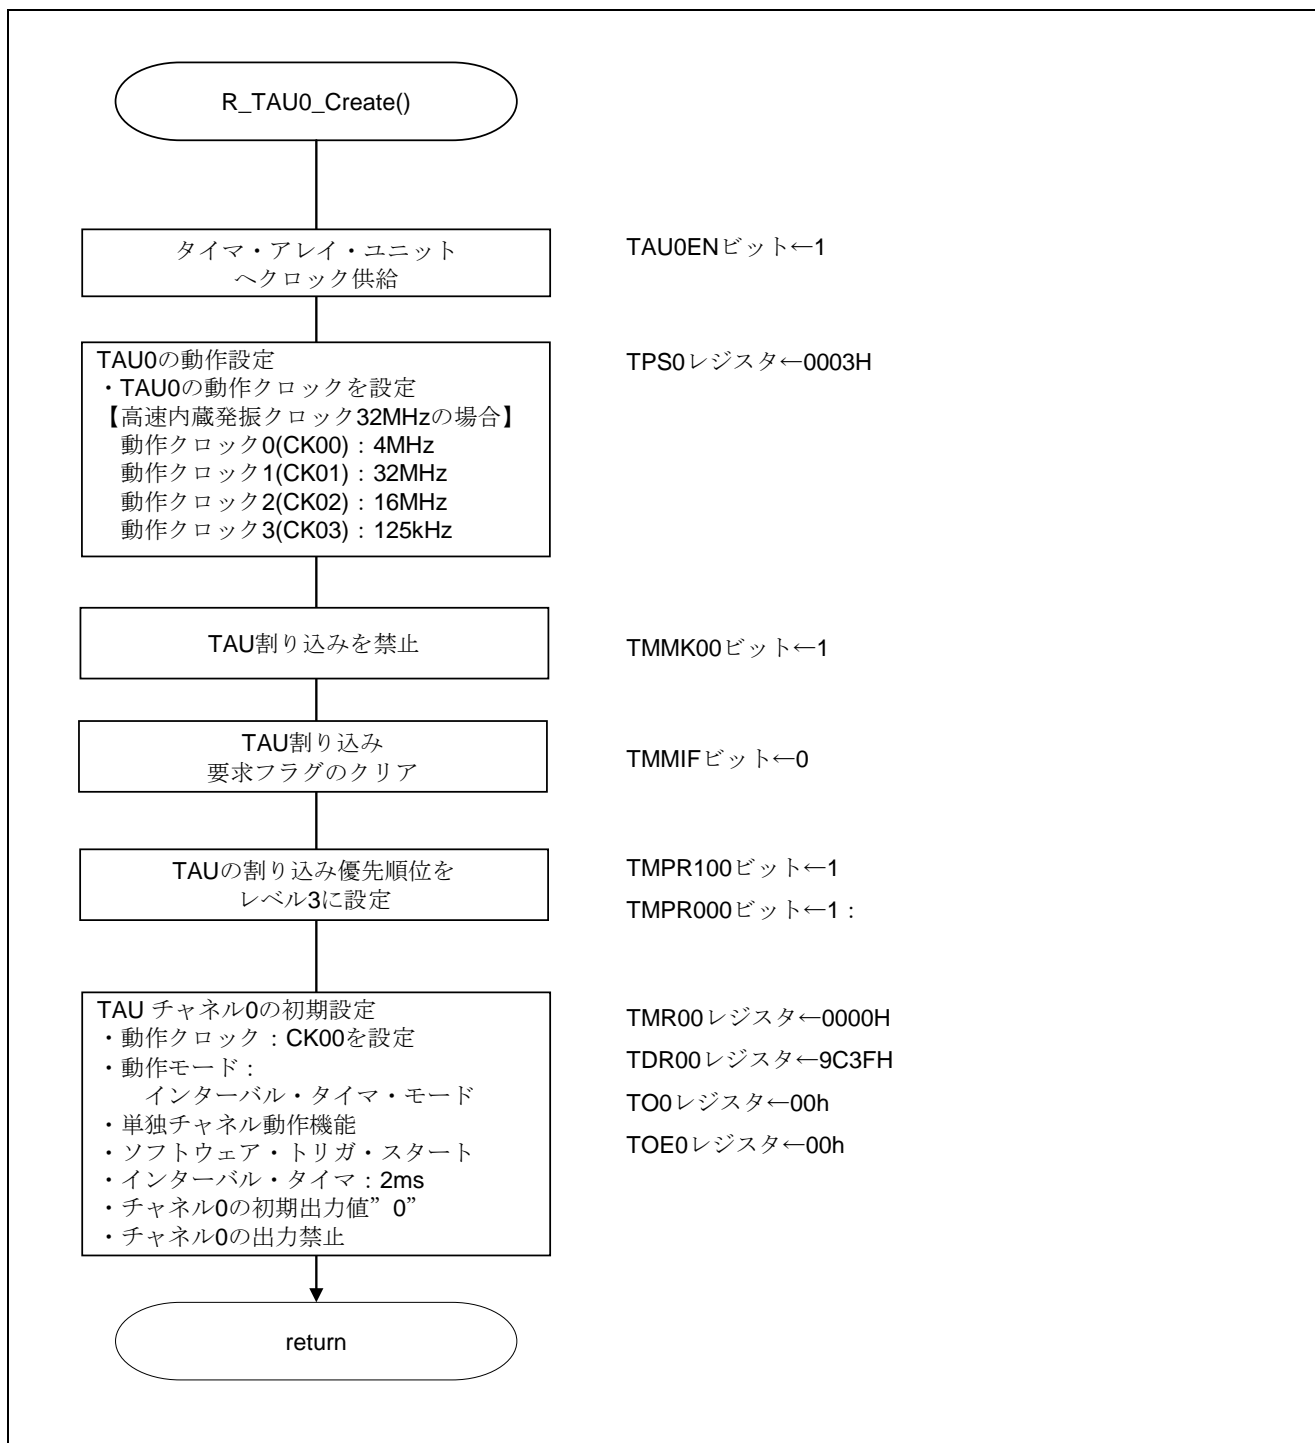 R_TAU0_Create()
タイマ・アレイ・ユニット
へクロック供給
TAU0ENビット←1
TAU0の動作設定
・TAU0の動作クロックを設定
【高速内蔵発振クロック32MHzの場合】
動作クロック0(CK00)：4MHz
動作クロック1(CK01)：32MHz
動作クロック2(CK02)：16MHz
動作クロック3(CK03)：125kHz
TPS0レジスタ←0003H
TAU割り込みを禁止
TMMK00ビット←1
TAU割り込み
要求フラグのクリア
TMMIFビット←0
TAUの割り込み優先順位を
レベル3に設定
TMPR100ビット←1
TMPR000ビット←1：
TAU チャネル0の初期設定
・動作クロック：CK00を設定
・動作モード：
インターバル・タイマ・モード
・単独チャネル動作機能
・ソフトウェア・トリガ・スタート
・インターバル・タイマ：2ms
・チャネル0の初期出力値”0”
・チャネル0の出力禁止
TMR00レジスタ←0000H
TDR00レジスタ←9C3FH
TO0レジスタ←00h
TOE0レジスタ←00h
return